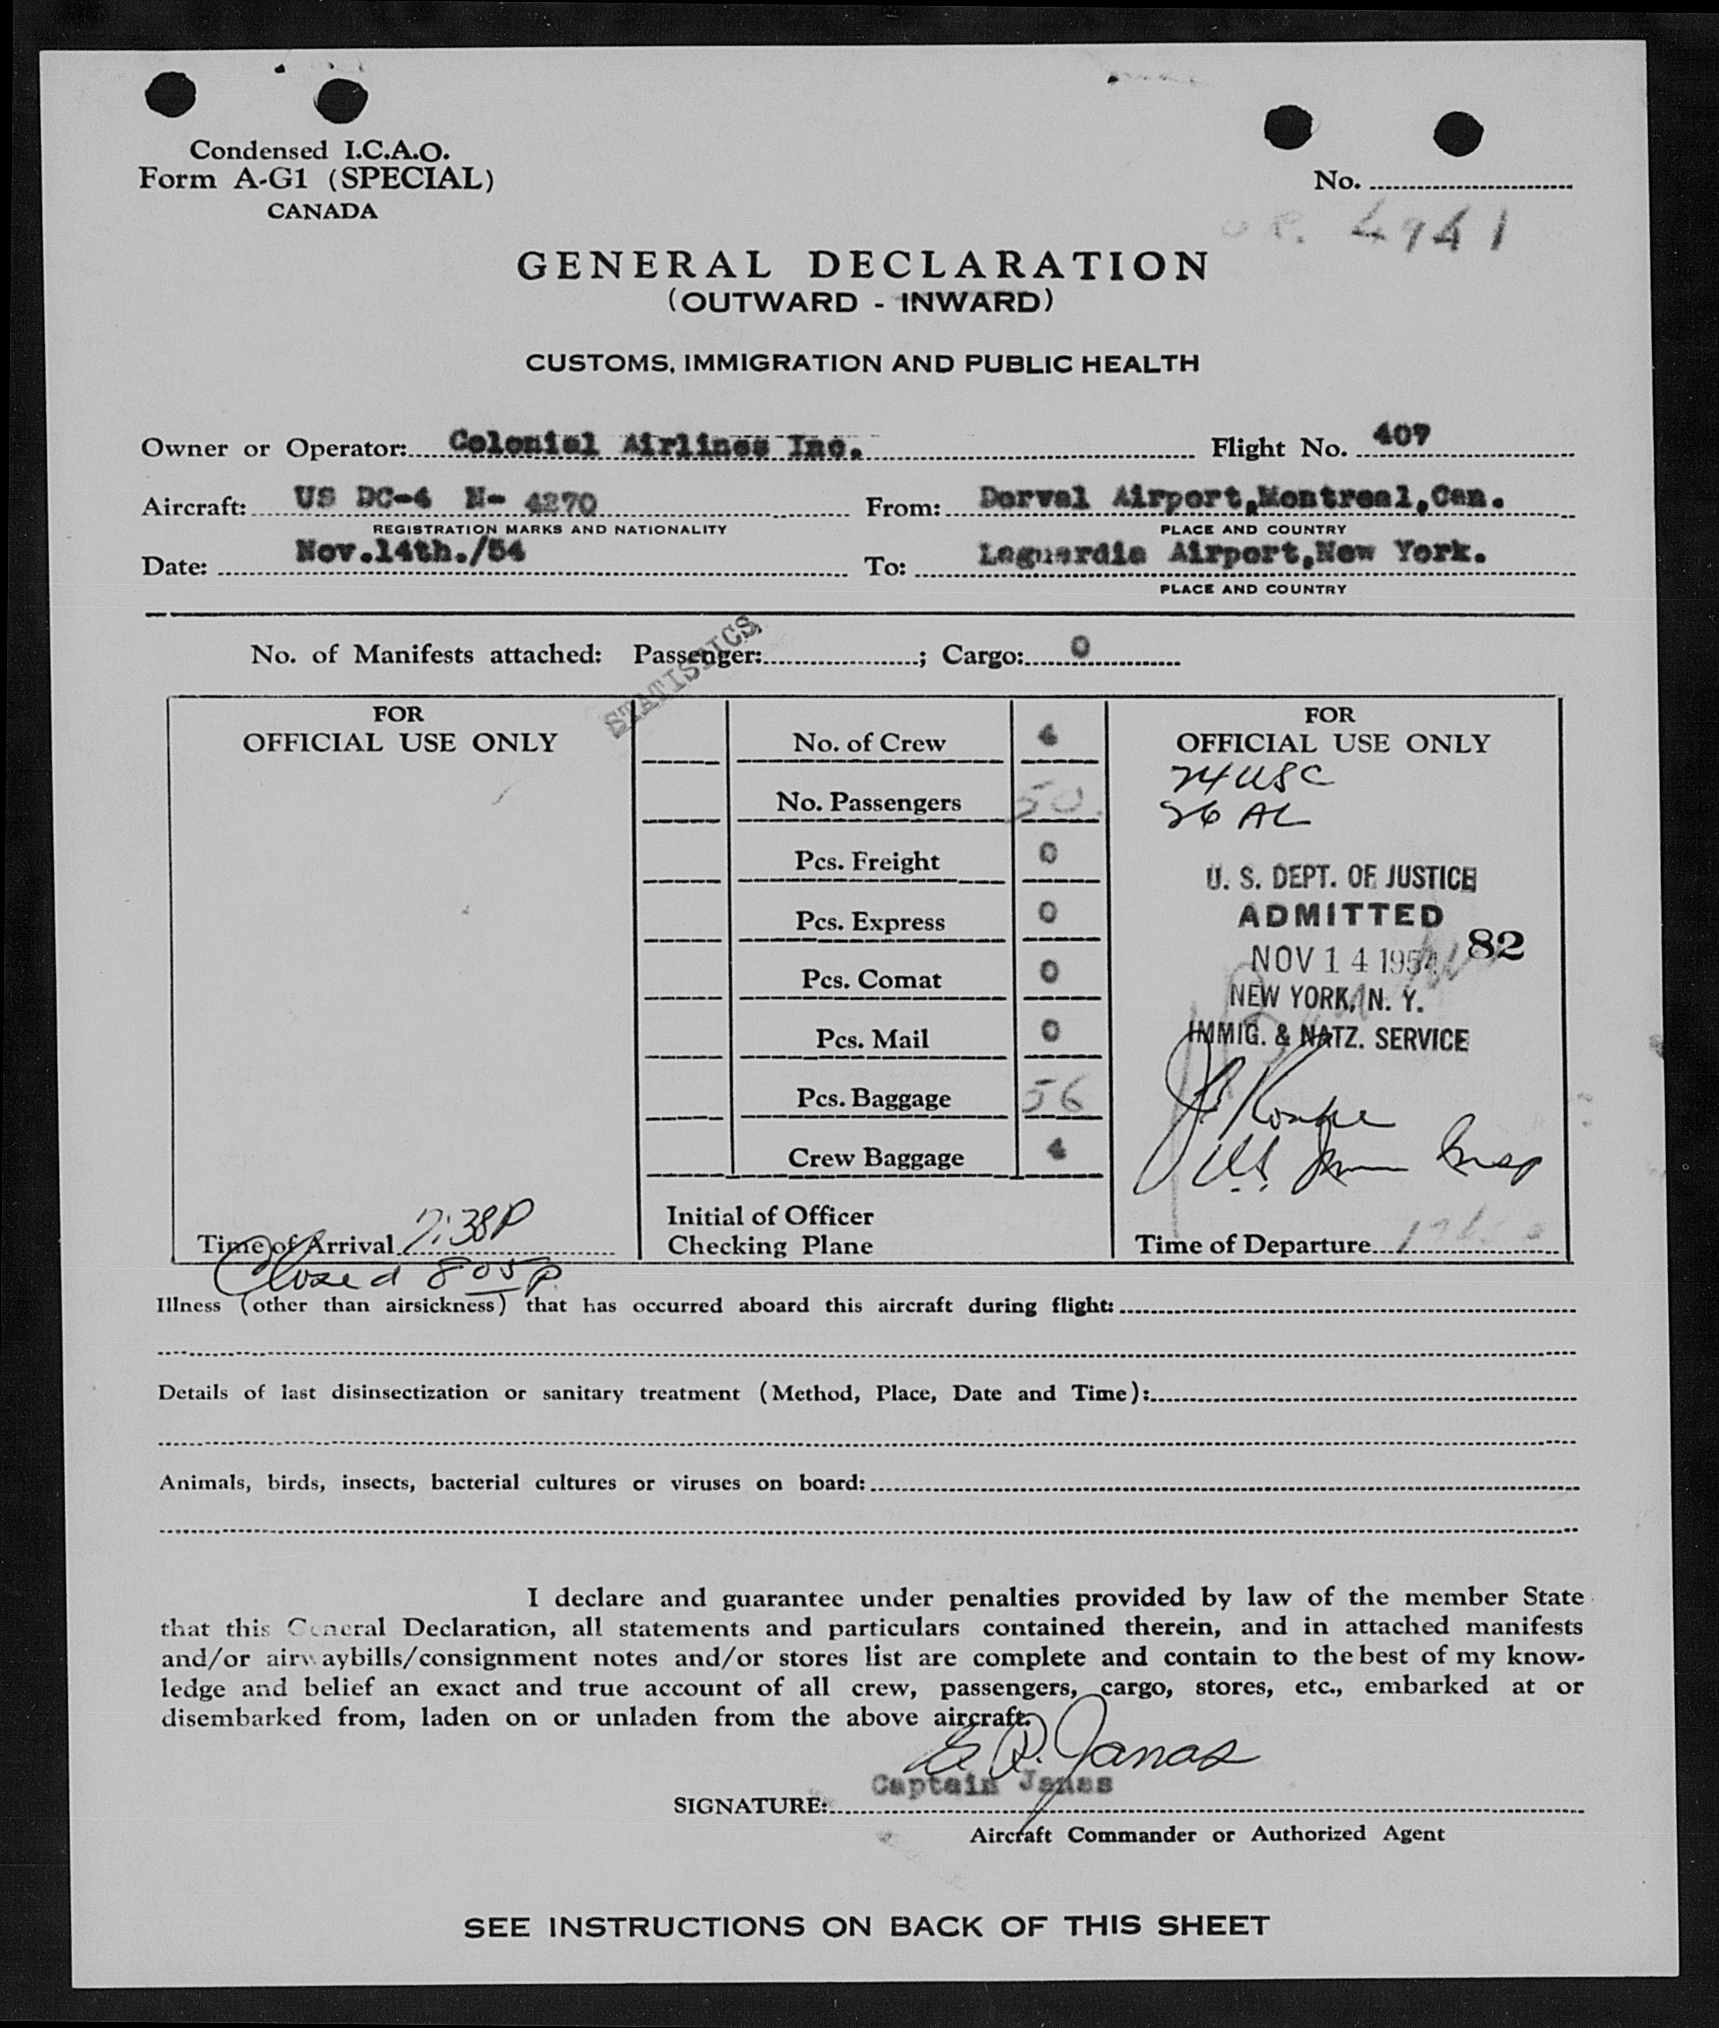 Condensed I.C.A.O.
Form A-G1 (SPECIAL)
CANADA
No.
4941
GENERAL DECLARATION
(OUTWARD - INWARD)
CUSTOMS, IMMIGRATION AND PUBLIC HEALTH
Owner or Operator: Colonial Airlines Inc. Flight No. 407
Aircraft: US DC-4 N- 4270 From: Dorval Airport,Montreal,Can.
REGISTRATION MARKS AND NATIONALITY PLACE AND COUNTRY
Date: Nov.14th./54 To: Laguardia Airport,New York.
PLACE AND COUNTRY
No. of Manifests attached: Passenger: ; Cargo: 0
STATISTICS
FOR
OFFICIAL USE ONLY
No. of Crew 4
No. Passengers 50
Pcs. Freight 0
Pcs. Express 0
Pcs. Comat 0
Pcs. Mail 0
Pcs. Baggage 56
Crew Baggage 4
Initial of Officer
Checking Plane
FOR
OFFICIAL USE ONLY
24 USC
26 AL
U. S. DEPT. OF JUSTICE
ADMITTED
NOV 14 1954 82
NEW YORK, N. Y.
IMMIG. & NATZ. SERVICE
U.S. Imm Insp
Time of Arrival 7:38P
Time of Departure
Closed 805P
Illness (other than airsickness) that has occurred aboard this aircraft during flight:
Details of last disinsectization or sanitary treatment (Method, Place, Date and Time):
Animals, birds, insects, bacterial cultures or viruses on board:
I declare and guarantee under penalties provided by law of the member State
that this General Declaration, all statements and particulars contained therein, and in attached manifests
and/or airwaybills/consignment notes and/or stores list are complete and contain to the best of my know-
ledge and belief an exact and true account of all crew, passengers, cargo, stores, etc., embarked at or
disembarked from, laden on or unladen from the above aircraft.
E. R. Janas
Captain Janas
SIGNATURE:
Aircraft Commander or Authorized Agent
SEE INSTRUCTIONS ON BACK OF THIS SHEET